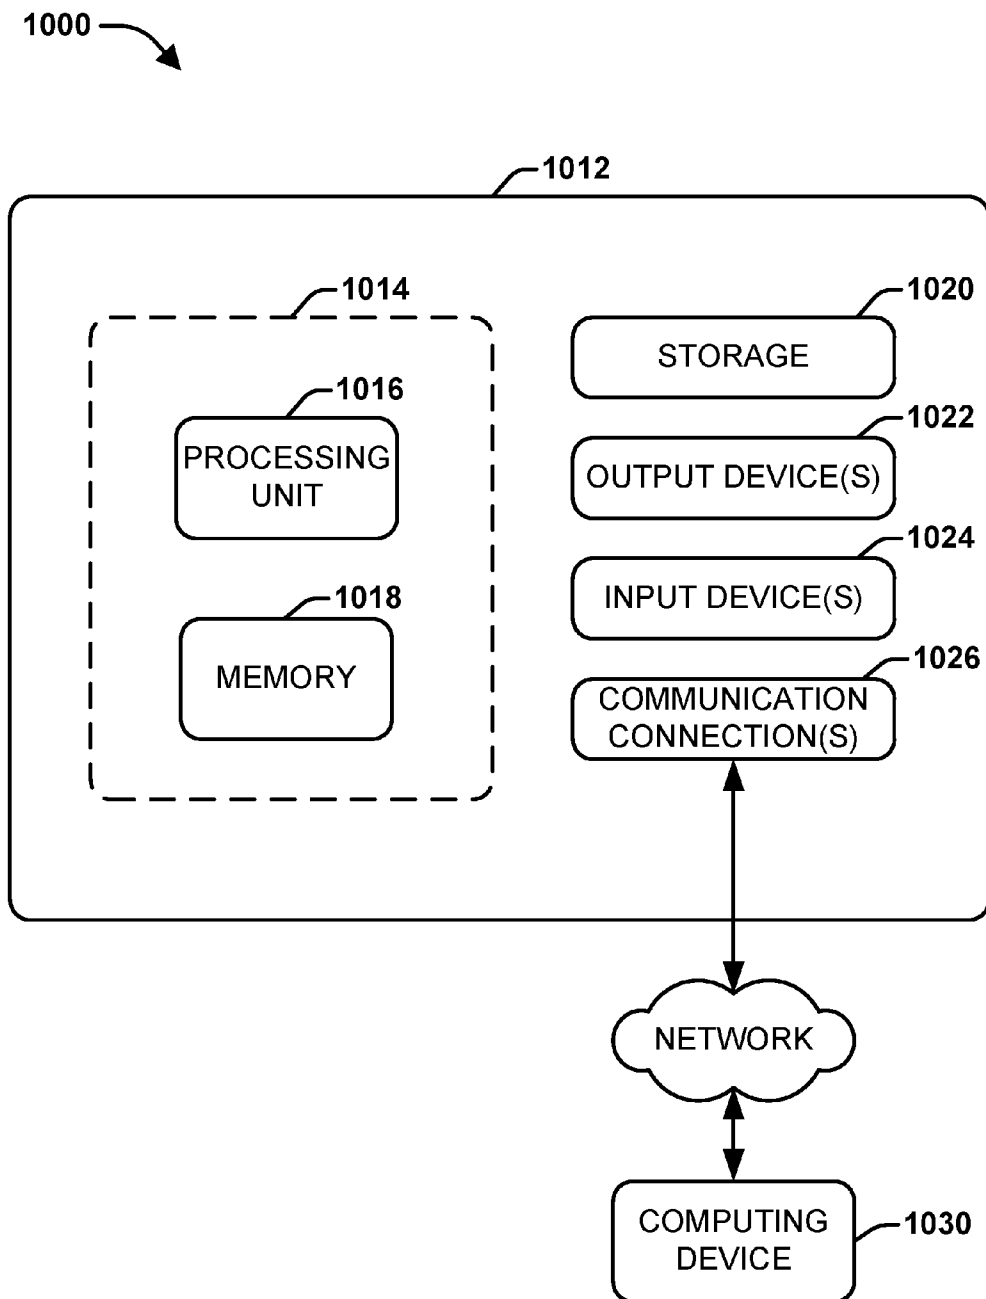 1000
1012
1014
1020
STORAGE
1016
PROCESSING
UNIT
1022
OUTPUT DEVICE(S)
1024
INPUT DEVICE(S)
1018
MEMORY
1026
COMMUNICATION
CONNECTION(S)
NETWORK
COMPUTING
DEVICE
1030